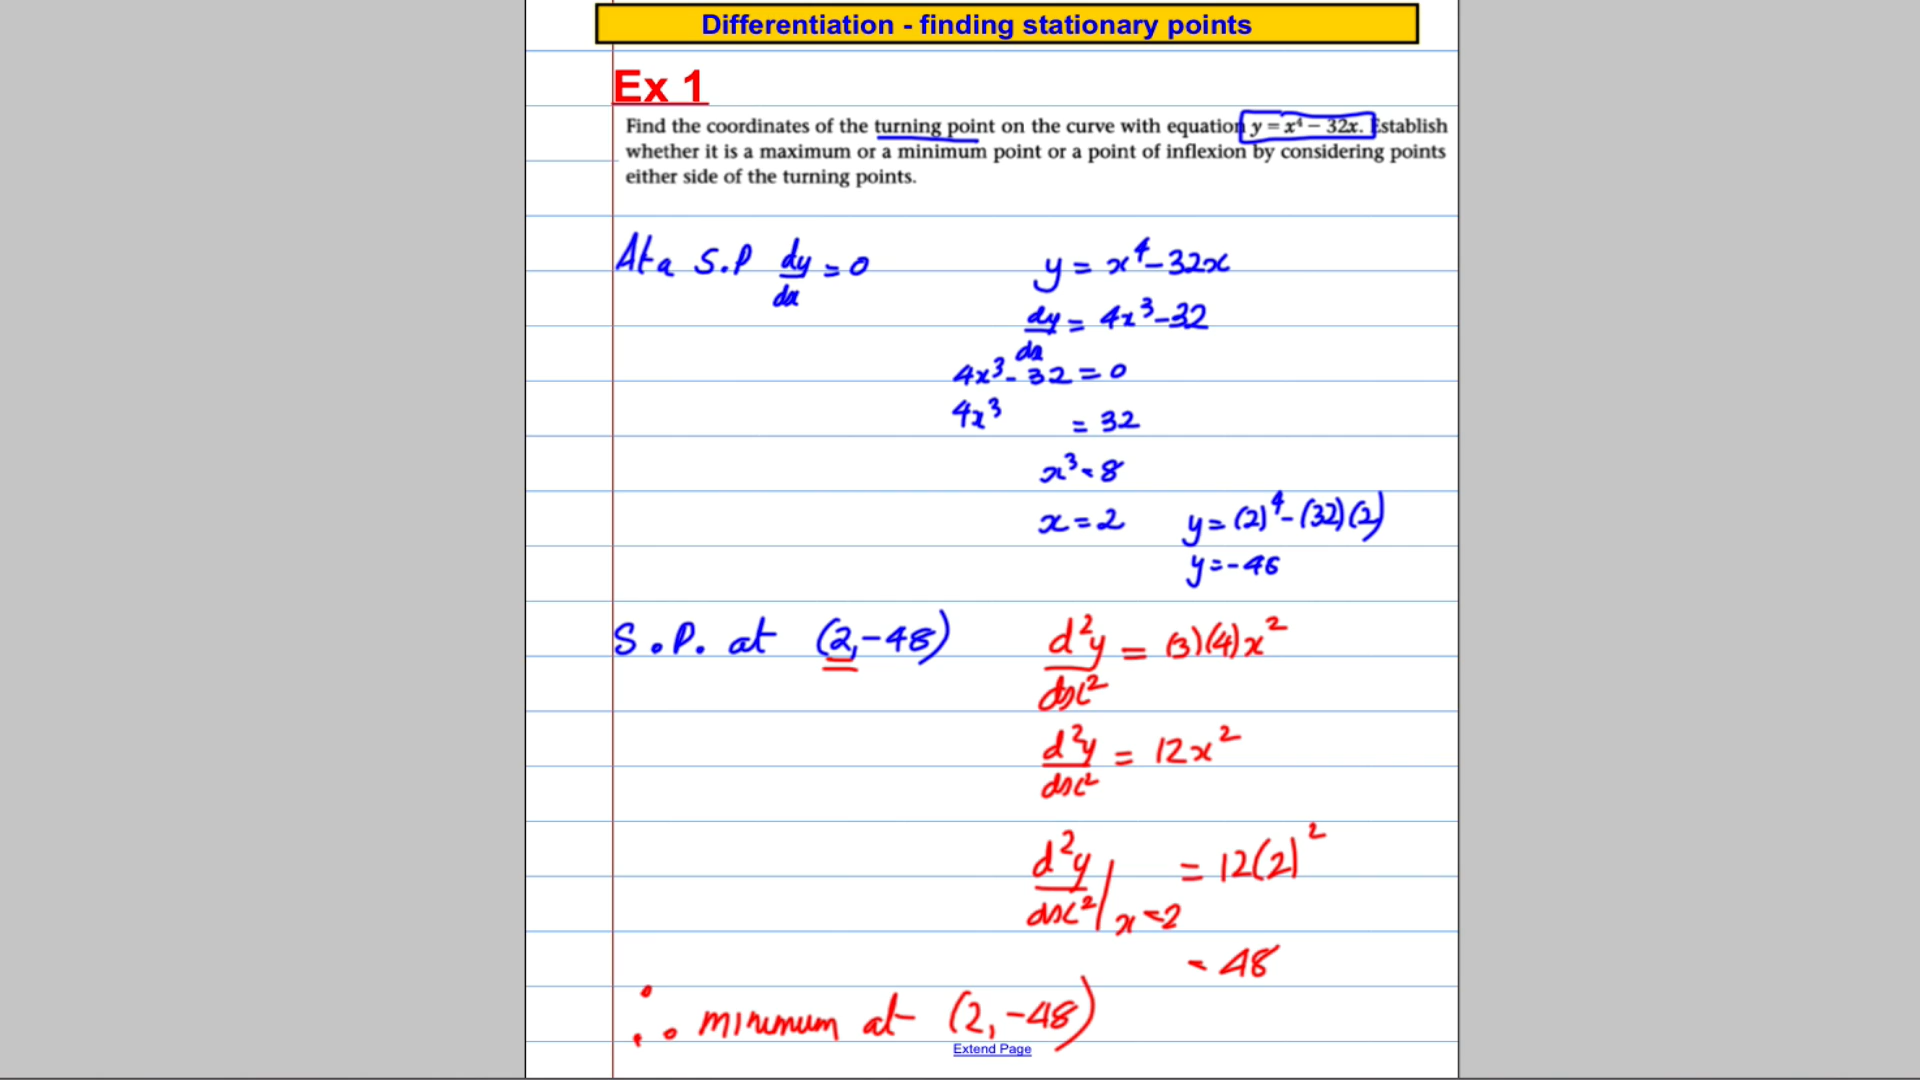 Differentiation - finding stationary points
Ex 1
Find the coordinates of the turning point on the curve with equation y = x⁴ – 32x. Establish
whether it is a maximum or a minimum point or a point of inflexion by considering points
either side of the turning points.
At a S.P dy/dx = 0
y = x⁴ - 32x
dy/dx = 4x³ - 32
4x³ - 32 = 0
4x³ = 32
x³ = 8
x = 2
y = (2)⁴ - (32)(2)
y = -46
S.P. at (2, -48)
d²y/dx² = (3)(4)x²
d²y/dx² = 12x²
d²y/dx² | x = 2 = 12(2)²
= 48
∴ minimum at (2, -48)
Extend Page